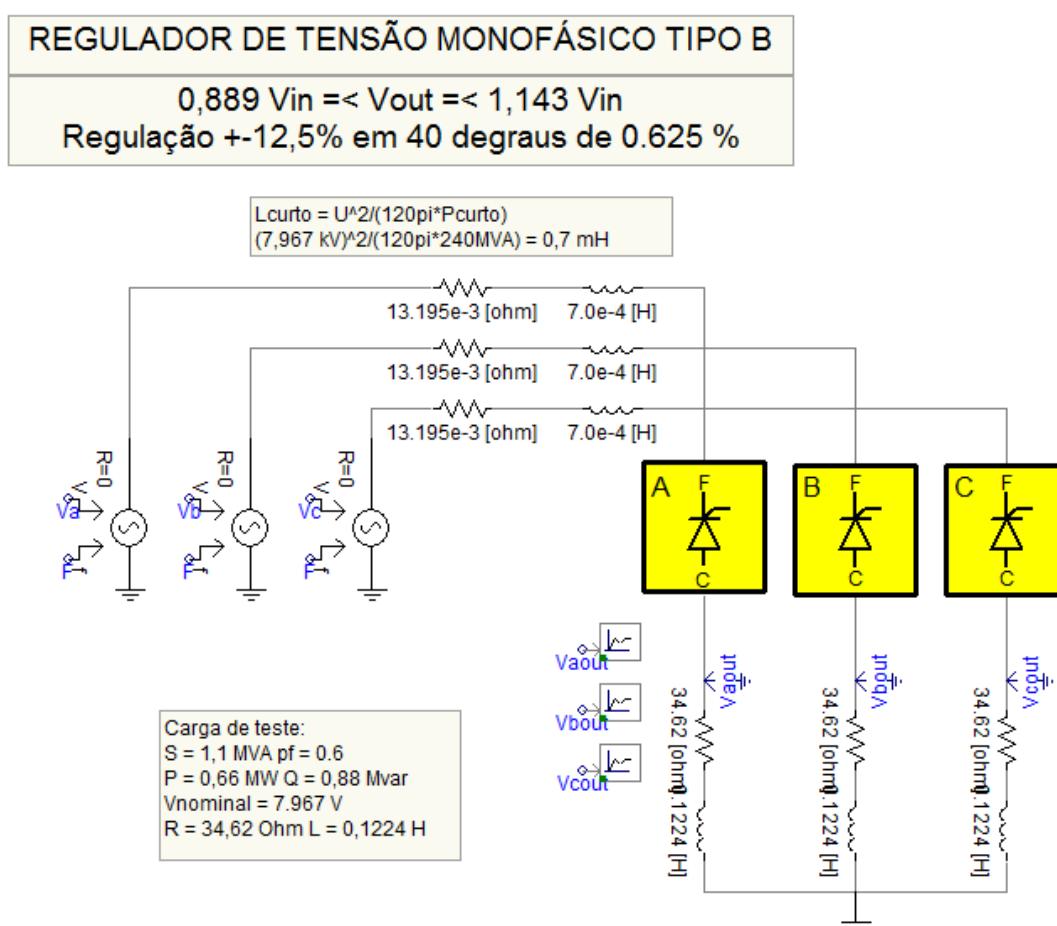 REGULADOR DE TENSÃO MONOFÁSICO TIPO B
0,889 Vin =< Vout =< 1,143 Vin
Regulação +-12,5% em 40 degraus de 0.625 %
Lcurto = U^2/(120pi*Pcurto)
(7,967 kV)^2/(120pi*240MVA) = 0,7 mH
13.195e-3 [ohm] 7.0e-4 [H]
13.195e-3 [ohm] 7.0e-4 [H]
13.195e-3 [ohm] 7.0e-4 [H]
R=0 R=0 R=0
V V V
Va Vb Vc
F f F f F f
A F C
B F C
C F C
Vaout Vbout Vcout
Vaout
Vbout
Vcout
34.62 [ohm] 34.62 [ohm] 34.62 [ohm]
0.1224 [H] 0.1224 [H] 0.1224 [H]
Carga de teste:
S = 1,1 MVA pf = 0.6
P = 0,66 MW Q = 0,88 Mvar
Vnominal = 7.967 V
R = 34,62 Ohm L = 0,1224 H